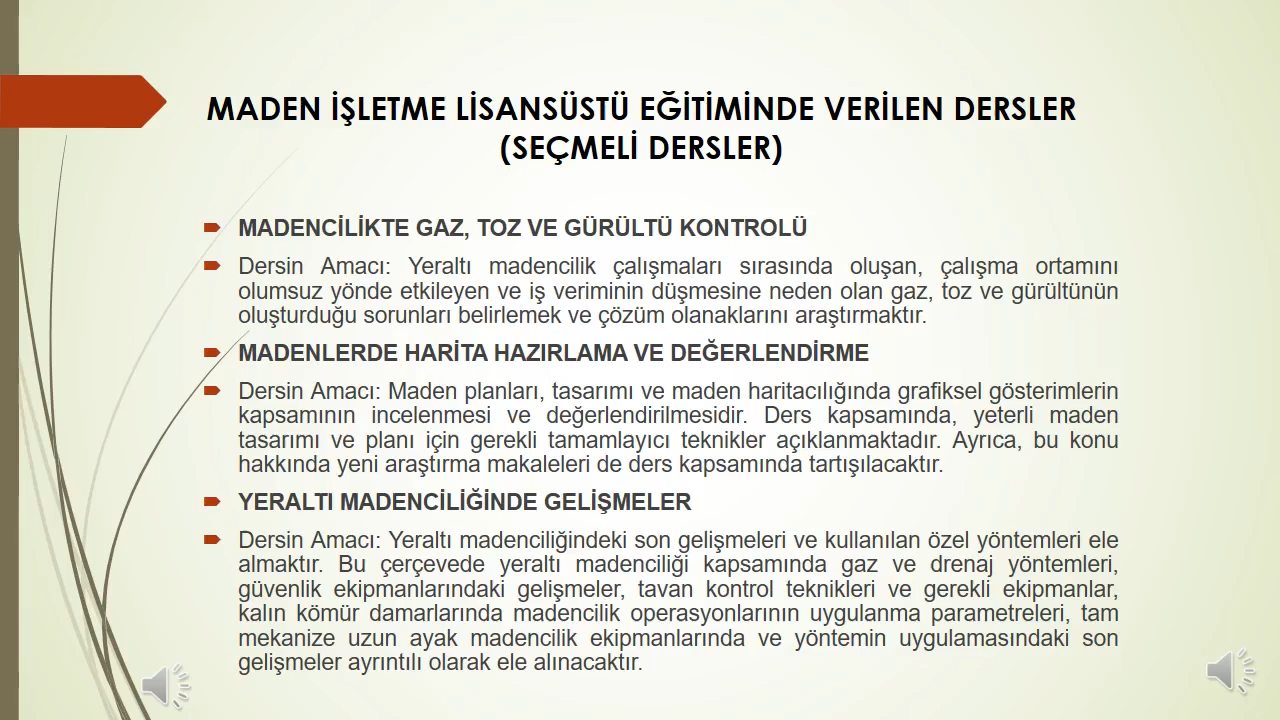 MADEN İŞLETME LİSANSÜSTÜ EĞİTİMİNDE VERİLEN DERSLER
(SEÇMELİ DERSLER)
MADENCİLİKTE GAZ, TOZ VE GÜRÜLTÜ KONTROLÜ
Dersin Amacı: Yeraltı madencilik çalışmaları sırasında oluşan, çalışma ortamını
olumsuz yönde etkileyen ve iş veriminin düşmesine neden olan gaz, toz ve gürültünün
oluşturduğu sorunları belirlemek ve çözüm olanaklarını araştırmaktır.
MADENLERDE HARİTA HAZIRLAMA VE DEĞERLENDİRME
Dersin Amacı: Maden planları, tasarımı ve maden haritacılığında grafiksel gösterimlerin
kapsamının incelenmesi ve değerlendirilmesidir. Ders kapsamında, yeterli maden
tasarımı ve planı için gerekli tamamlayıcı teknikler açıklanmaktadır. Ayrıca, bu konu
hakkında yeni araştırma makaleleri de ders kapsamında tartışılacaktır.
YERALTI MADENCİLİĞİNDE GELİŞMELER
Dersin Amacı: Yeraltı madenciliğindeki son gelişmeleri ve kullanılan özel yöntemleri ele
almaktır. Bu çerçevede yeraltı madenciliği kapsamında gaz ve drenaj yöntemleri,
güvenlik ekipmanlarındaki gelişmeler, tavan kontrol teknikleri ve gerekli ekipmanlar,
kalın kömür damarlarında madencilik operasyonlarının uygulanma parametreleri, tam
mekanize uzun ayak madencilik ekipmanlarında ve yöntemin uygulamasındaki son
gelişmeler ayrıntılı olarak ele alınacaktır.